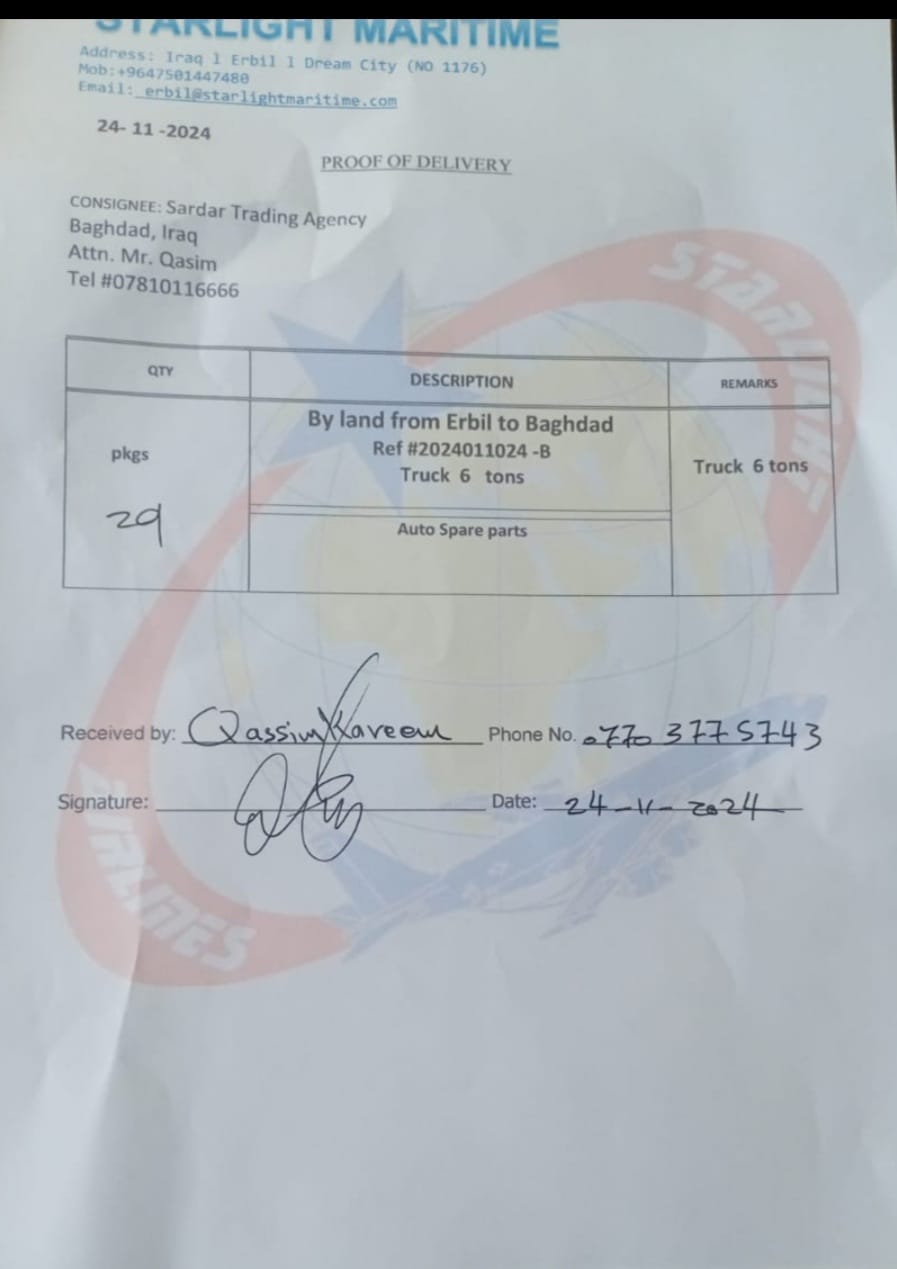 STARLIGHT MARITIME
Address: Iraq l Erbil l Dream City (NO 1176)
Mob:+9647501447480
Email: erbil@starlightmaritime.com
24- 11 -2024
PROOF OF DELIVERY
CONSIGNEE: Sardar Trading Agency
Baghdad, Iraq
Attn. Mr. Qasim
Tel #07810116666
QTY DESCRIPTION REMARKS
By land from Erbil to Baghdad
pkgs Ref #2024011024 -B Truck 6 tons
Truck 6 tons
29 Auto Spare parts
Received by: Qassim Kareem Phone No. 0770 3775743
Signature: Date: 24-11-2024
STARLIGHT
AIRLINES